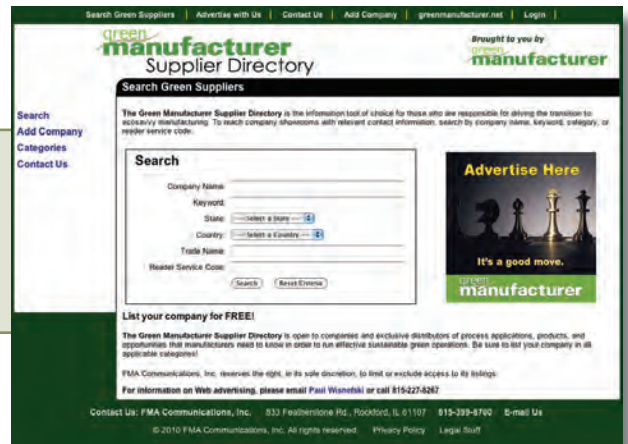 Search Green Suppliers | Advertise with Us | Contact Us | Add Company | greenmanufacturer.net | Login |
green
manufacturer
Supplier Directory
Brought to you by
green
manufacturer
Search Green Suppliers
Search
Add Company
Categories
Contact Us
The Green Manufacturer Supplier Directory is the information tool of choice for those who are responsible for driving the transition to
ecosavvy manufacturing. To reach company showrooms with relevant contact information, search by company name, keyword, category, or
reader service code.
Search
Company Name:
Keyword:
State: --- Select a State ---
Country: --- Select a Country ---
Trade Name:
Reader Service Code:
Search Reset Criteria
Advertise Here
It's a good move.
green
manufacturer
List your company for FREE!
The Green Manufacturer Supplier Directory is open to companies and exclusive distributors of process applications, products, and
opportunities that manufacturers need to know in order to run effective sustainable green operations. Be sure to list your company in all
applicable categories!
FMA Communications, Inc. reserves the right, in its sole discretion, to limit or exclude access to its listings.
For information on Web advertising, please email Paul Wisnefski or call 815-227-8267
Contact Us: FMA Communications, Inc. 833 Featherstone Rd., Rockford, IL 61107 815-399-8700 E-mail Us
© 2010 FMA Communications, Inc. All rights reserved. Privacy Policy Legal Stuff